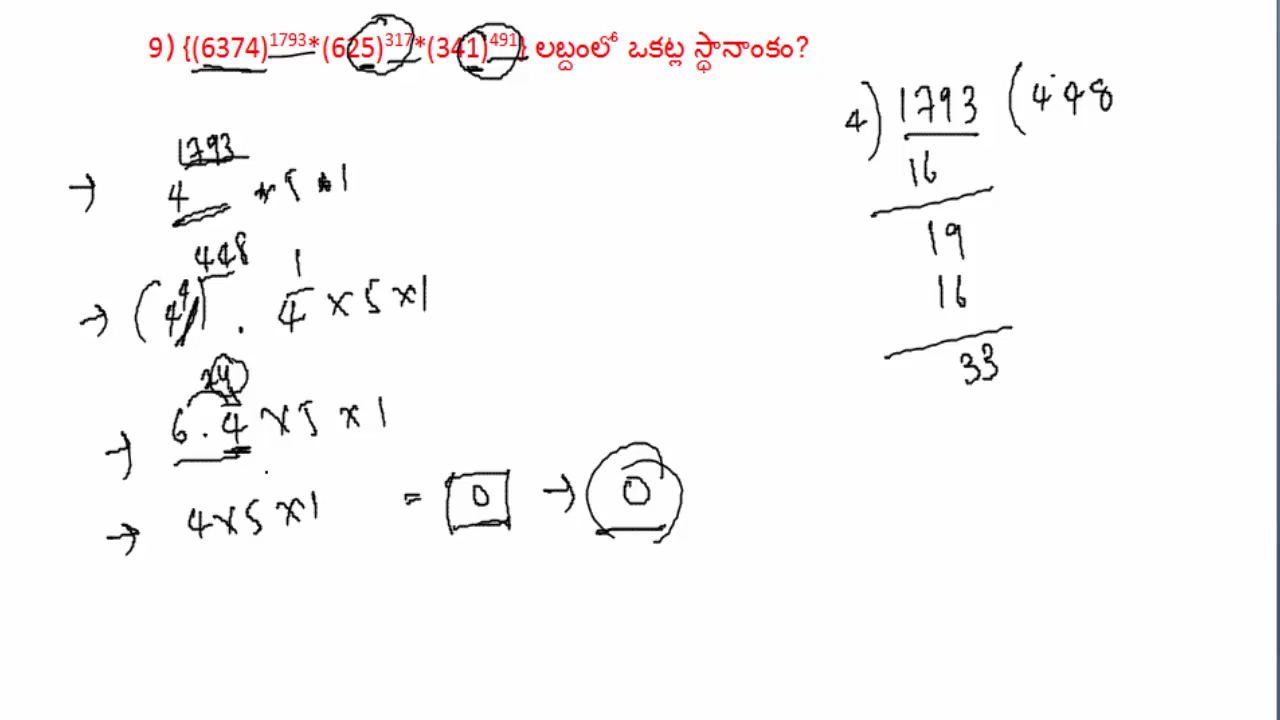 9) {(6374)^1793*(625)^317*(341)^491} లబ్దంలో ఒకట్ల స్థానాంకం?
→ 4^1793 * 5 * 1
→ (4^4)^448 . 4^1 × 5 × 1
→ 6 . 4 × 5 × 1
24
→ 4 × 5 × 1 = 0 → 0
4) 1793 (448
16
19
16
33